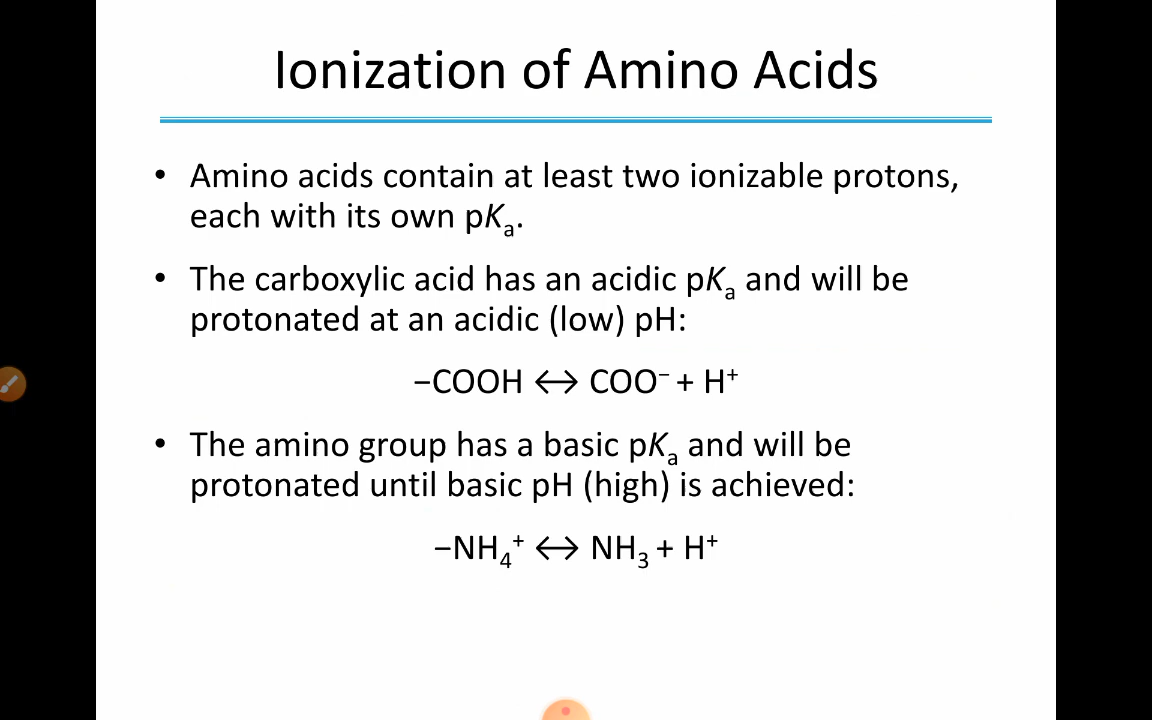 Ionization of Amino Acids
• Amino acids contain at least two ionizable protons,
each with its own pKₐ.
• The carboxylic acid has an acidic pKₐ and will be
protonated at an acidic (low) pH:
−COOH ↔ COO⁻ + H⁺
• The amino group has a basic pKₐ and will be
protonated until basic pH (high) is achieved:
−NH₄⁺ ↔ NH₃ + H⁺